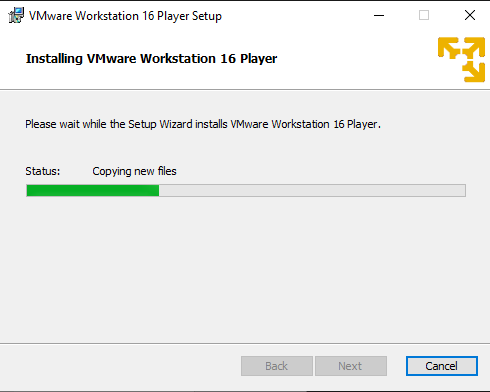 VMware Workstation 16 Player Setup
Installing VMware Workstation 16 Player
Please wait while the Setup Wizard installs VMware Workstation 16 Player.
Status: Copying new files
Back Next Cancel